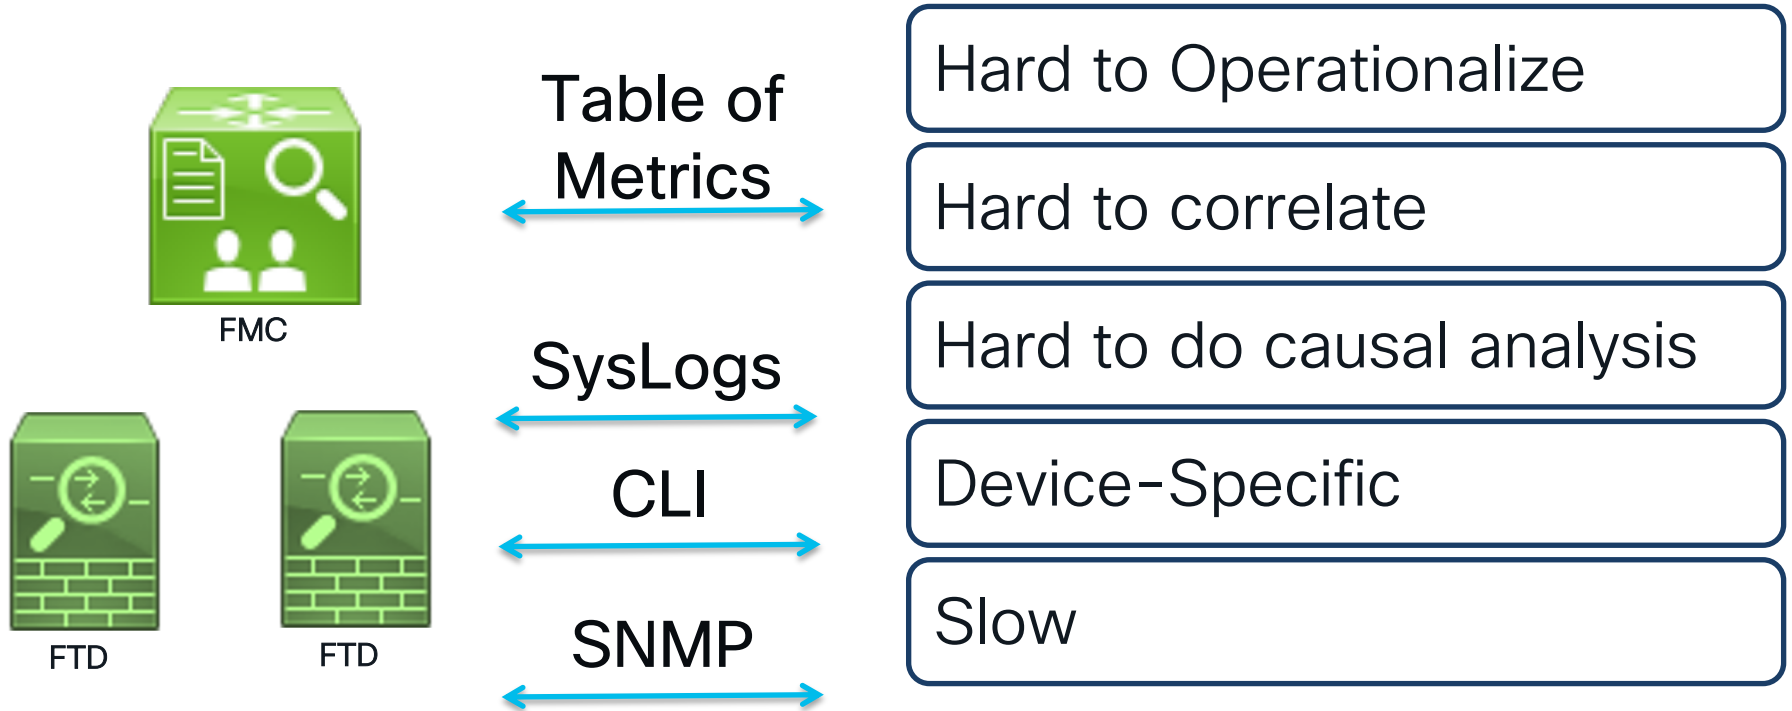 FMC
FTD
FTD
Table of
Metrics
SysLogs
CLI
SNMP
Hard to Operationalize
Hard to correlate
Hard to do causal analysis
Device-Specific
Slow